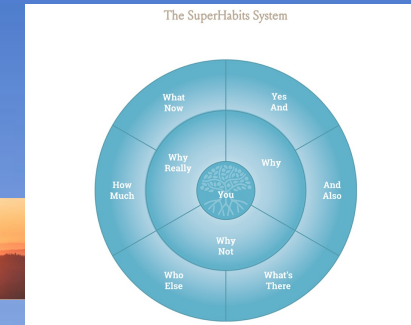 The SuperHabits System
What
Now
Yes
And
Why
Really
Why
How
Much
You
And
Also
Why
Not
Who
Else
What's
There